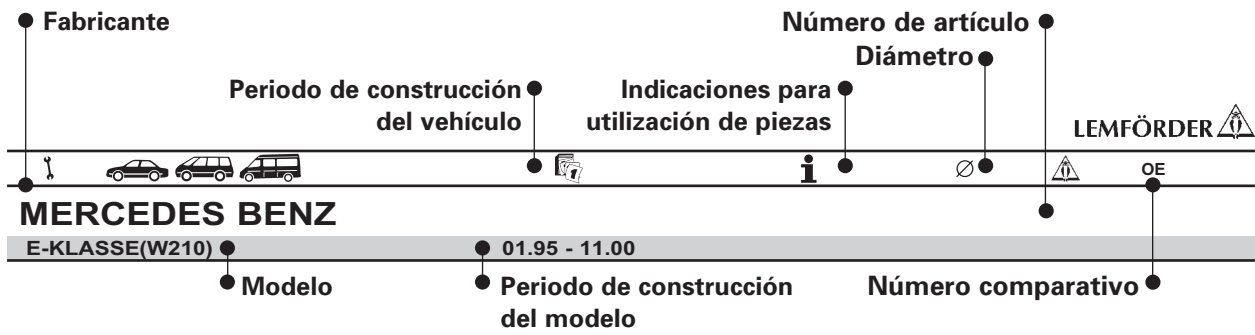 Fabricante
Número de artículo
Diámetro
Periodo de construcción
del vehículo
Indicaciones para
utilización de piezas
LEMFÖRDER
1
i
Ø
OE
MERCEDES BENZ
E-KLASSE(W210)
01.95 - 11.00
Modelo
Periodo de construcción
del modelo
Número comparativo